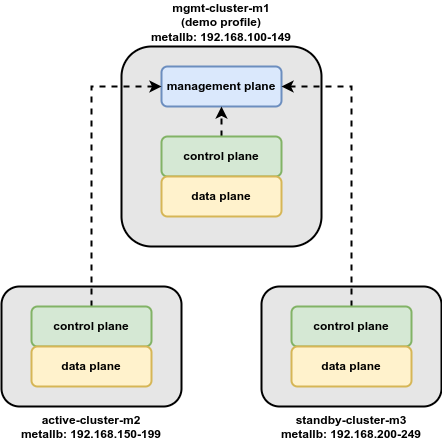 mgmt-cluster-m1
(demo profile)
metallb: 192.168.100-149
management plane
control plane
data plane
control plane
data plane
control plane
data plane
active-cluster-m2
metallb: 192.168.150-199
standby-cluster-m3
metallb: 192.168.200-249